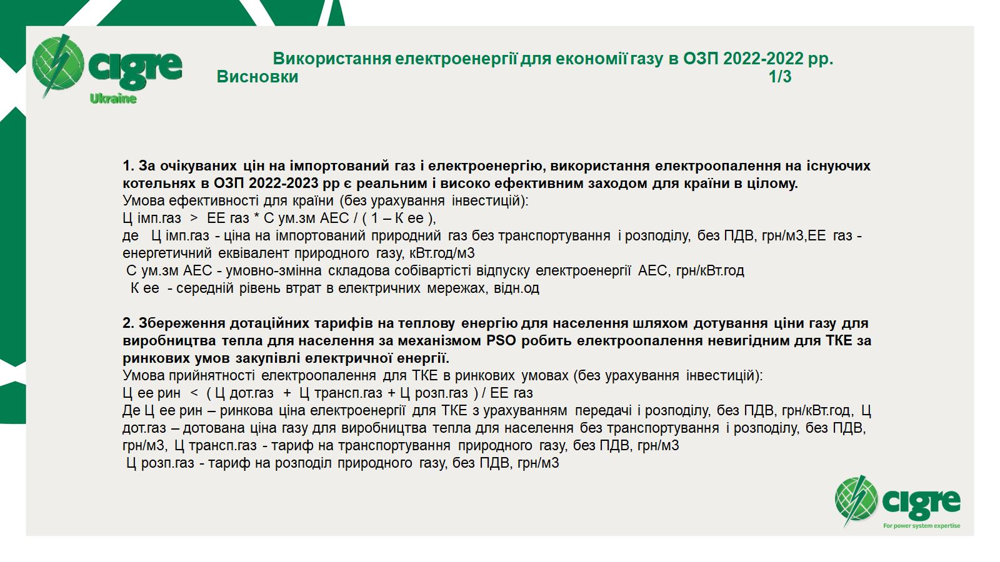 cigre
Ukraine
Використання електроенергії для економії газу в ОЗП 2022-2022 рр.
Висновки 1/3
1. За очікуваних цін на імпортований газ і електроенергію, використання електроопалення на існуючих
котельнях в ОЗП 2022-2023 рр є реальним і високо ефективним заходом для країни в цілому.
Умова ефективності для країни (без урахування інвестицій):
Ц імп.газ > ЕЕ газ * С ум.зм АЕС / ( 1 – К ее ),
де Ц імп.газ - ціна на імпортований природний газ без транспортування і розподілу, без ПДВ, грн/м3,ЕЕ газ -
енергетичний еквівалент природного газу, кВт.год/м3
С ум.зм АЕС - умовно-змінна складова собівартісті відпуску електроенергії АЕС, грн/кВт.год
К ее - середній рівень втрат в електричних мережах, відн.од
2. Збереження дотаційних тарифів на теплову енергію для населення шляхом дотування ціни газу для
виробництва тепла для населення за механізмом PSO робить електроопалення невигідним для ТКЕ за
ринкових умов закупівлі електричної енергії.
Умова прийнятності електроопалення для ТКЕ в ринкових умовах (без урахування інвестицій):
Ц ее рин < ( Ц дот.газ + Ц трансп.газ + Ц розп.газ ) / ЕЕ газ
Де Ц ее рин – ринкова ціна електроенергії для ТКЕ з урахуванням передачі і розподілу, без ПДВ, грн/кВт.год, Ц
дот.газ – дотована ціна газу для виробництва тепла для населення без транспортування і розподілу, без ПДВ,
грн/м3, Ц трансп.газ - тариф на транспортування природного газу, без ПДВ, грн/м3
Ц розп.газ - тариф на розподіл природного газу, без ПДВ, грн/м3
cigre
For power system expertise